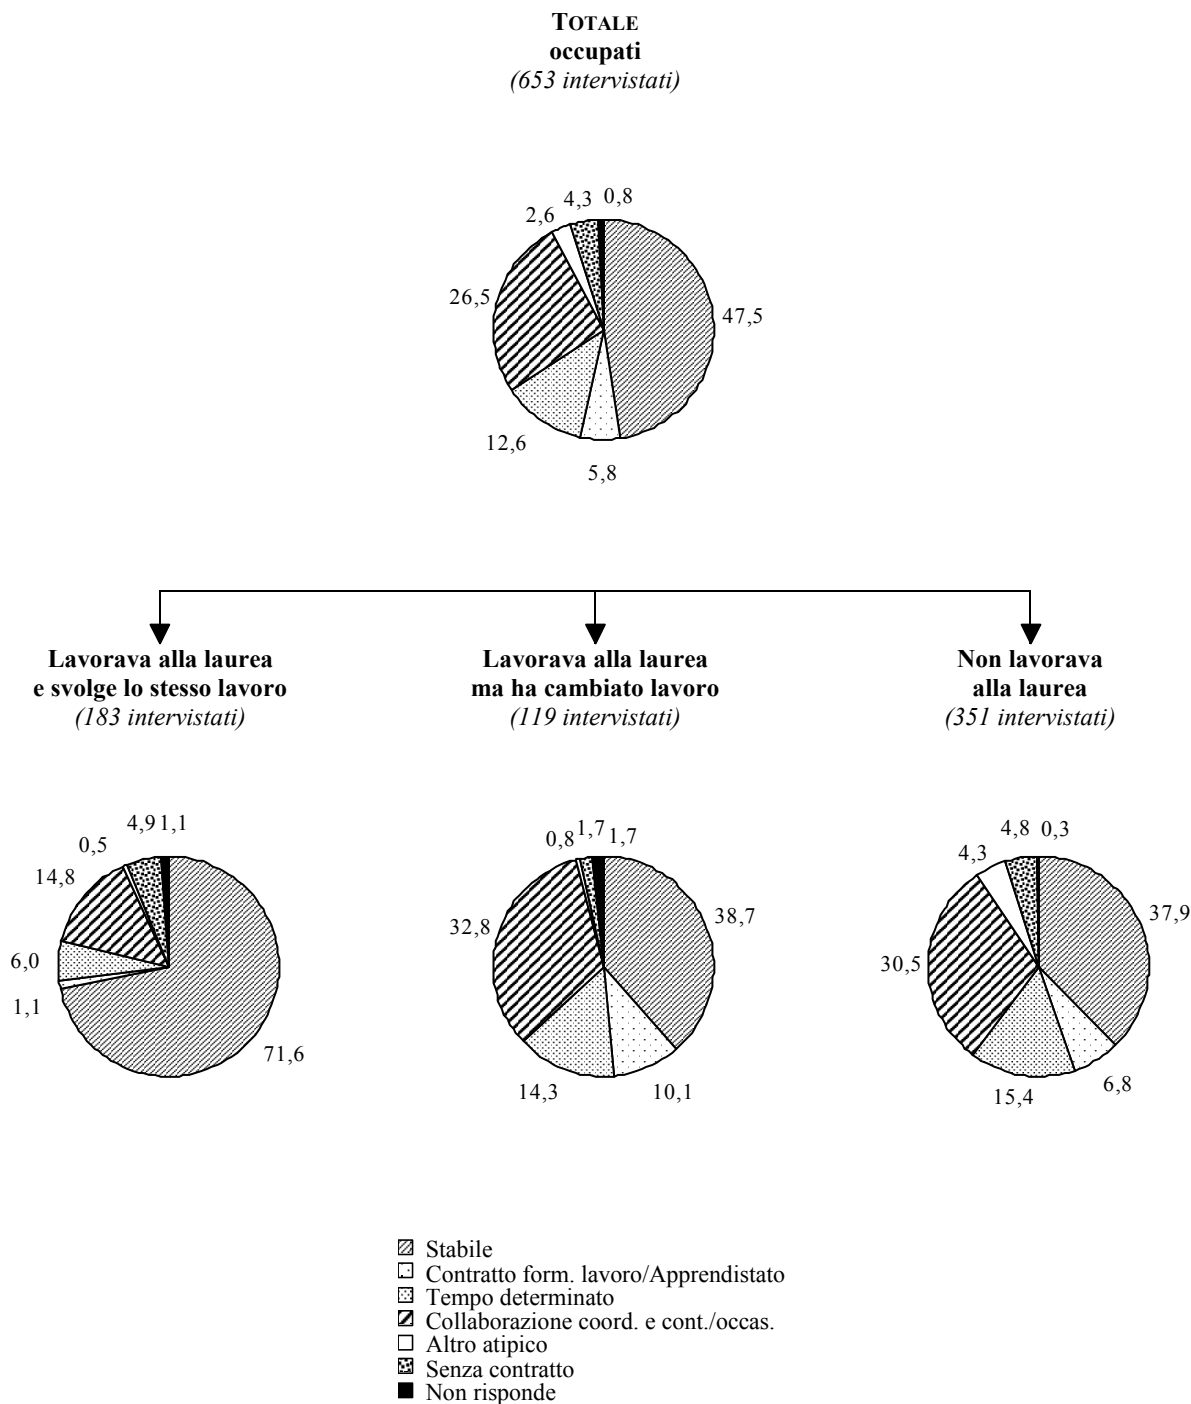 TOTALE
occupati
(653 intervistati)
2,6
4,3
0,8
26,5
47,5
12,6
5,8
Lavorava alla laurea
e svolge lo stesso lavoro
(183 intervistati)
4,9
1,1
0,5
14,8
6,0
1,1
71,6
Lavorava alla laurea
ma ha cambiato lavoro
(119 intervistati)
0,8
1,7
1,7
32,8
38,7
14,3
10,1
Non lavorava
alla laurea
(351 intervistati)
4,8
0,3
4,3
37,9
30,5
6,8
15,4
Stabile
Contratto form. lavoro/Apprendistato
Tempo determinato
Collaborazione coord. e cont./occas.
Altro atipico
Senza contratto
Non risponde